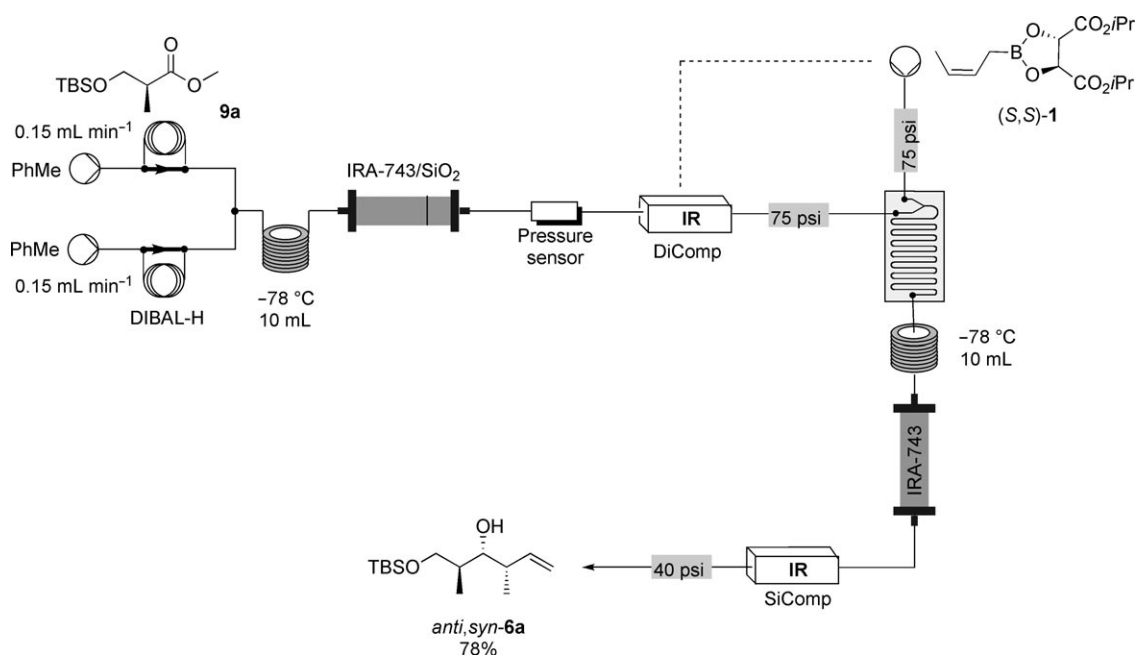 TBSO
O
O
9a
0.15 mL min⁻¹
PhMe
PhMe
0.15 mL min⁻¹
DIBAL-H
−78 °C
10 mL
IRA-743/SiO₂
Pressure
sensor
IR
DiComp
75 psi
75 psi
B
O
O
CO₂iPr
CO₂iPr
(S,S)-1
−78 °C
10 mL
IRA-743
IR
SiComp
40 psi
OH
TBSO
anti,syn-6a
78%